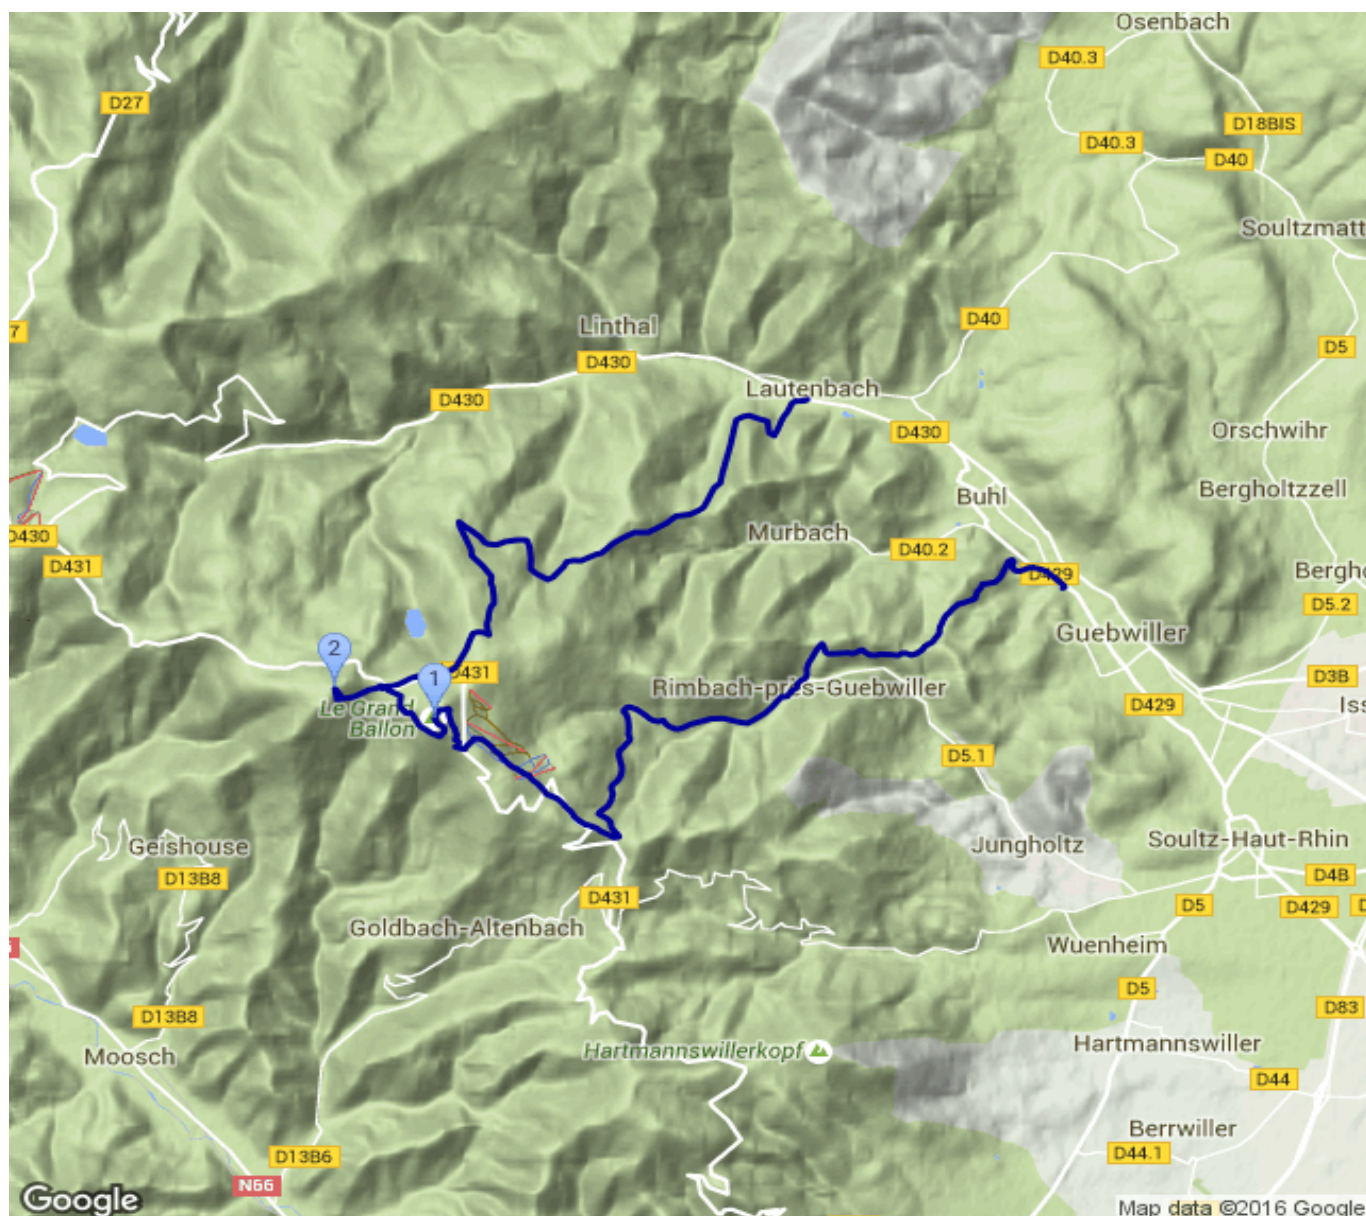 Osenbach
D40.3
D27
D18BIS
D40.3
D40
Soultzmatt
D40
Linthal
D5
D430
Lautenbach
D430
D430
Orschwihr
Buhl
Bergholtzzell
D430
Murbach
D40.2
D431
D429
Bergho
D5.2
Guebwiller
2
D431
1
D3B
Rimbach-près-Guebwiller
Le Grand
Ballon
D429
Iss
D5.1
Geishouse
Jungholtz
Soultz-Haut-Rhin
D13B8
D4B
D431
D5
D429
Goldbach-Altenbach
Wuenheim
D5
D83
D13B8
Moosch
Hartmannswillerkopf
Hartmannswiller
D44
Berrwiller
D13B6
D44.1
N66
Google
Map data ©2016 Google